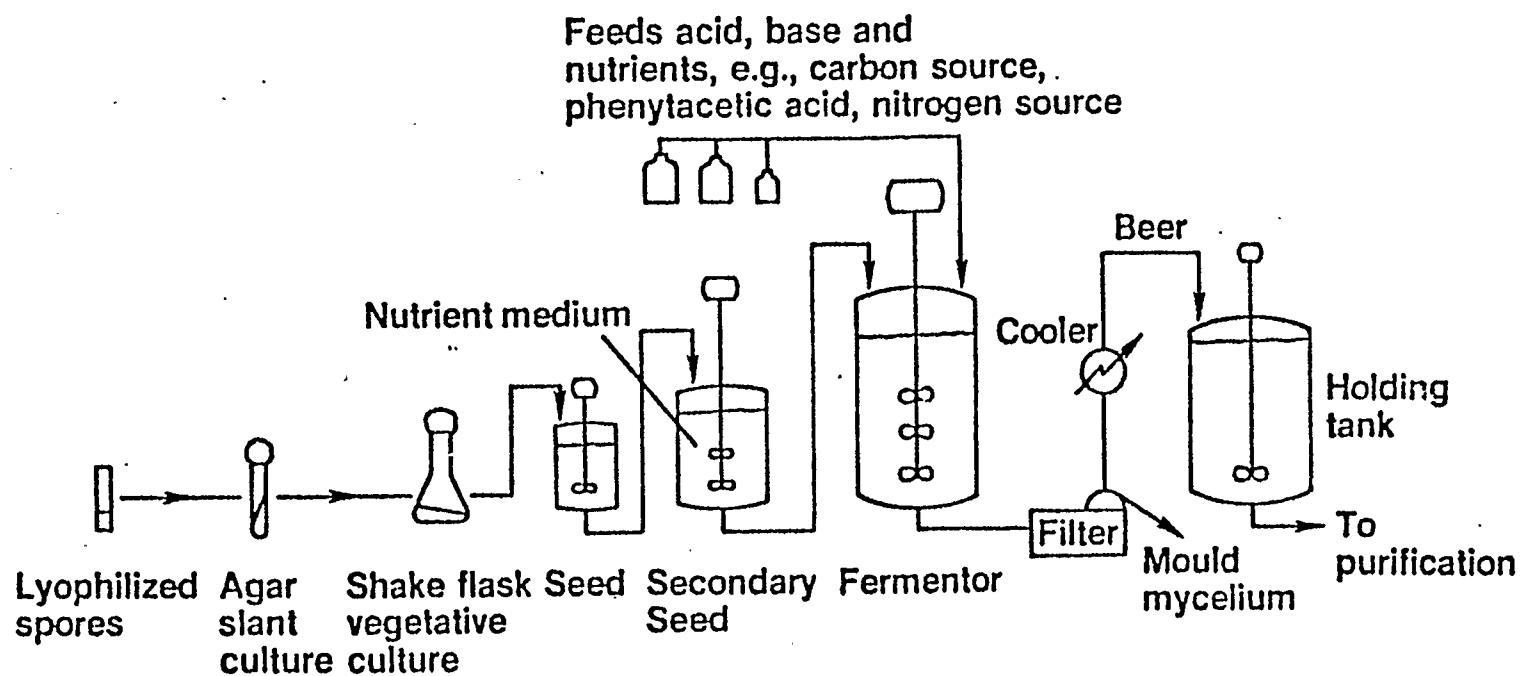 Feeds acid, base and
nutrients, e.g., carbon source,
phenytacetic acid, nitrogen source
Beer
Nutrient medium
Cooler
Holding
tank
Filter
To
purification
Mould
mycelium
Lyophilized
spores
Agar
slant
culture
Shake flask
vegetative
culture
Seed
Secondary
Seed
Fermentor